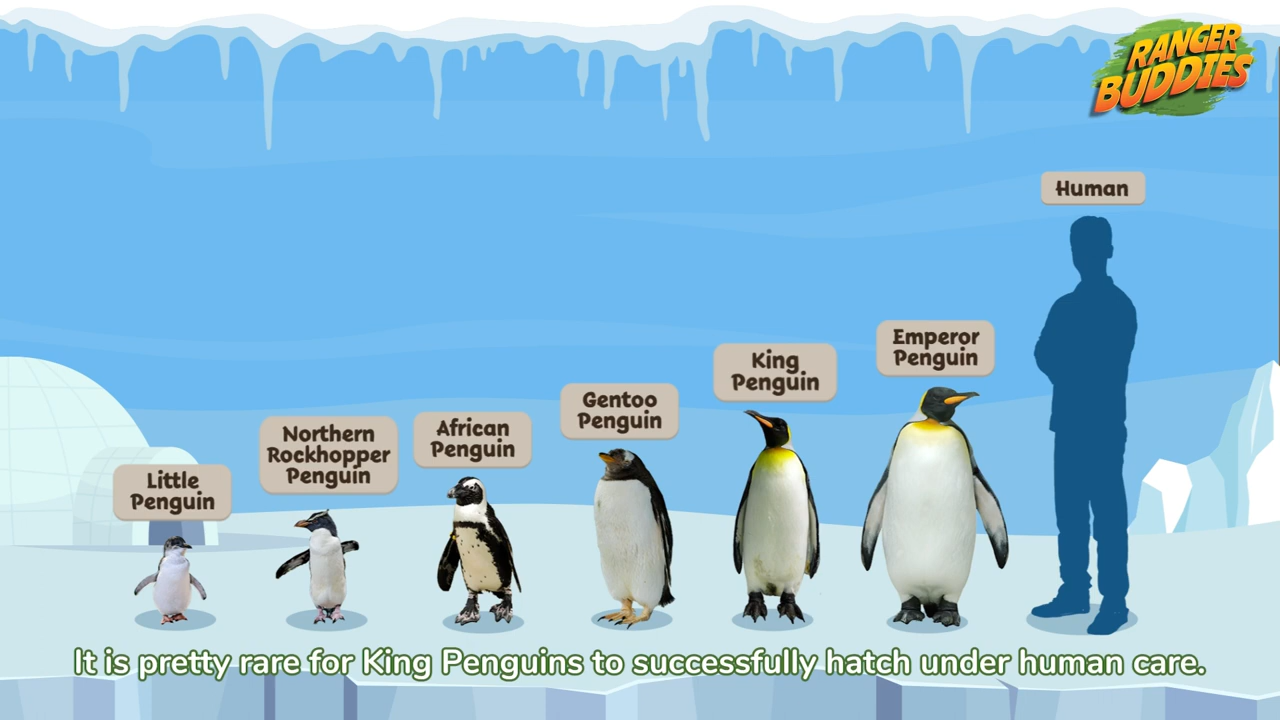 RANGER
BUDDIES
Human
Emperor
Penguin
King
Penguin
Gentoo
Penguin
African
Penguin
Northern
Rockhopper
Penguin
Little
Penguin
It is pretty rare for King Penguins to successfully hatch under human care.